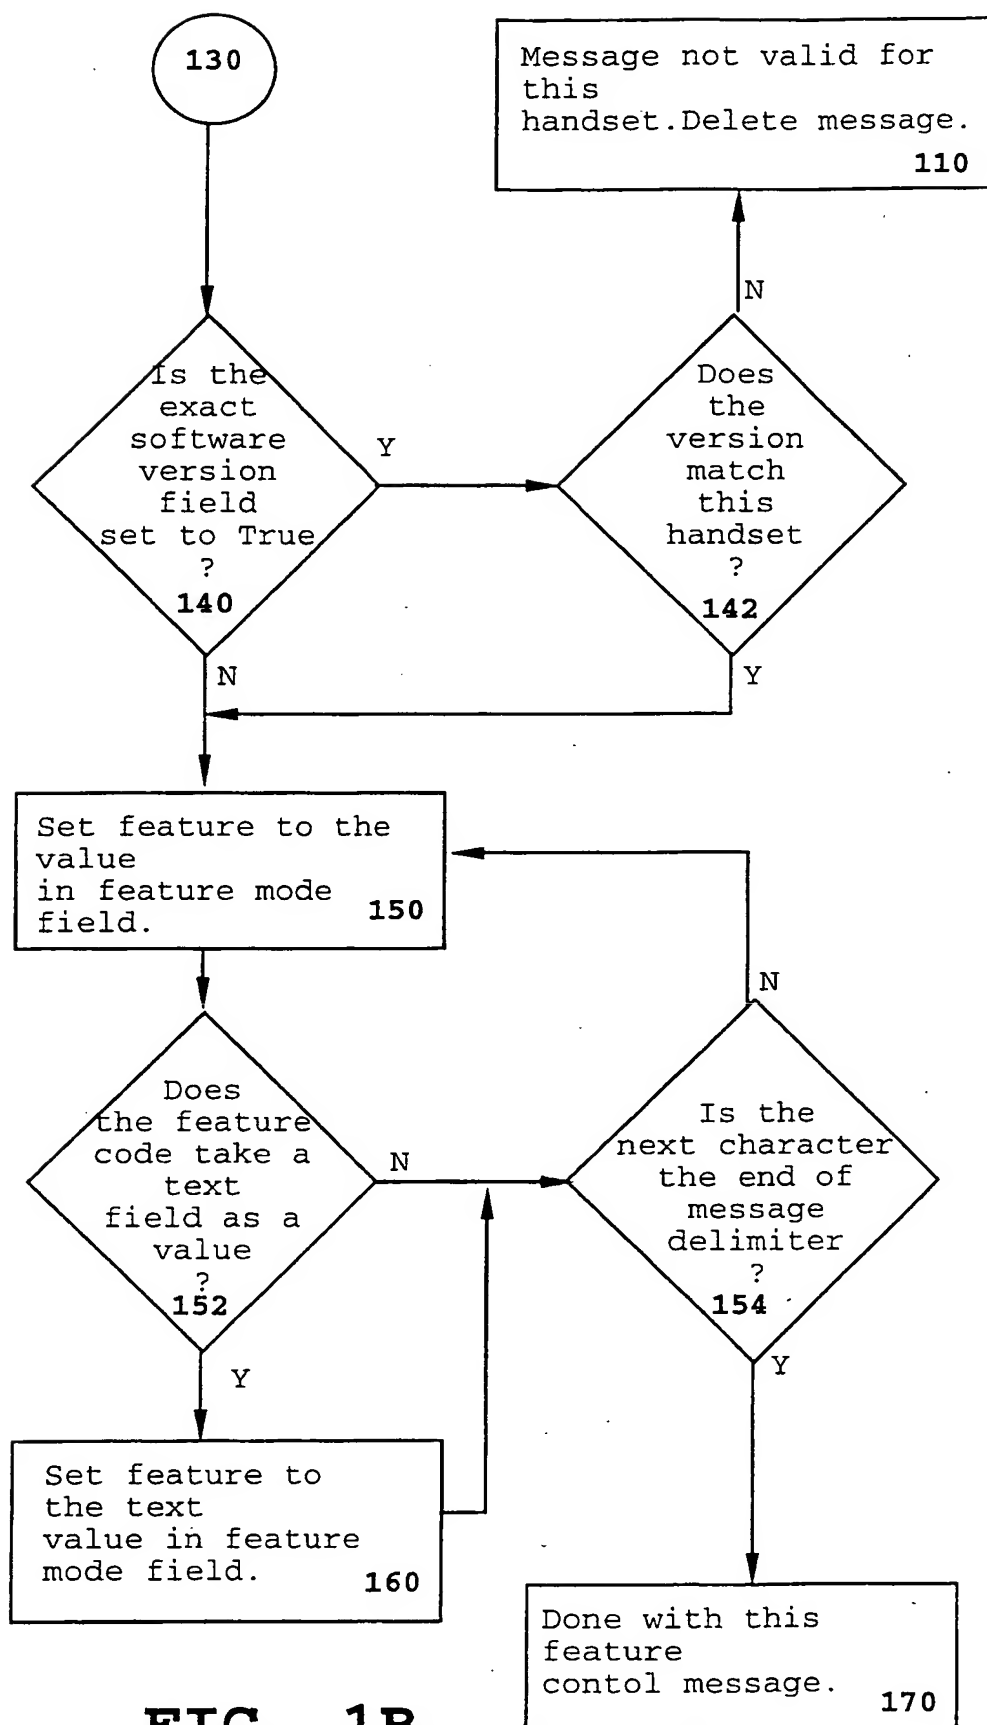 130
Message not valid for
this
handset.Delete message.
110
N
Is the
exact
software
version
field
set to True
?
140
Y
Does
the
version
match
this
handset
?
142
N
Y
Set feature to the
value
in feature mode
field.
150
N
Does
the feature
code take a
text
field as a
value
?
152
N
Is the
next character
the end of
message
delimiter
?
154
Y
Y
Set feature to
the text
value in feature
mode field.
160
Done with this
feature
contol message.
170
FIG. 1B